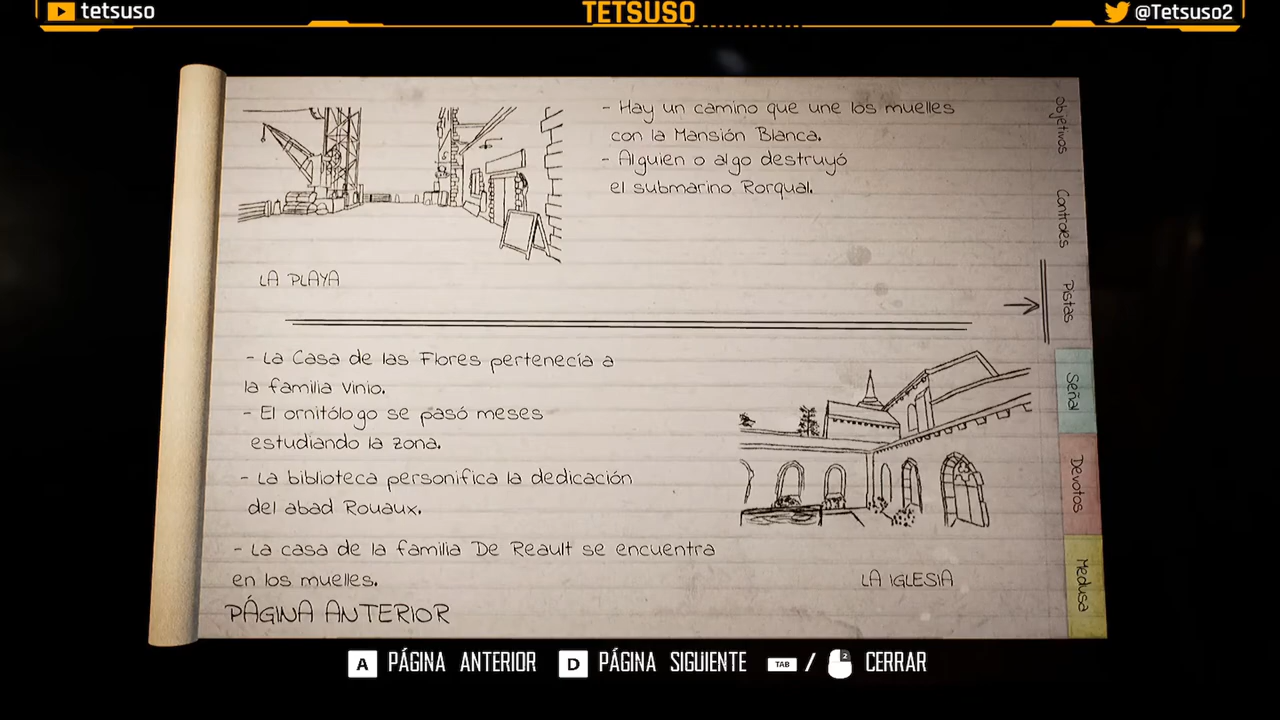 tetsuso
TETSUSO
@Tetsuso2
- Hay un camino que une los muelles
con la Mansión Blanca.
- Alguien o algo destruyó
el submarino Rorqual.
LA PLAYA
- La Casa de las Flores pertenecía a
la familia Vinio.
- El ornitólogo se pasó meses
estudiando la zona.
- La biblioteca personifica la dedicación
del abad Rouaux.
- La casa de la familia De Reault se encuentra
en los muelles.
LA IGLESIA
PÁGINA ANTERIOR
Objetivos
Controles
Pistas
Señal
Devotos
Medusa
A PÁGINA ANTERIOR D PÁGINA SIGUIENTE TAB / 2 CERRAR